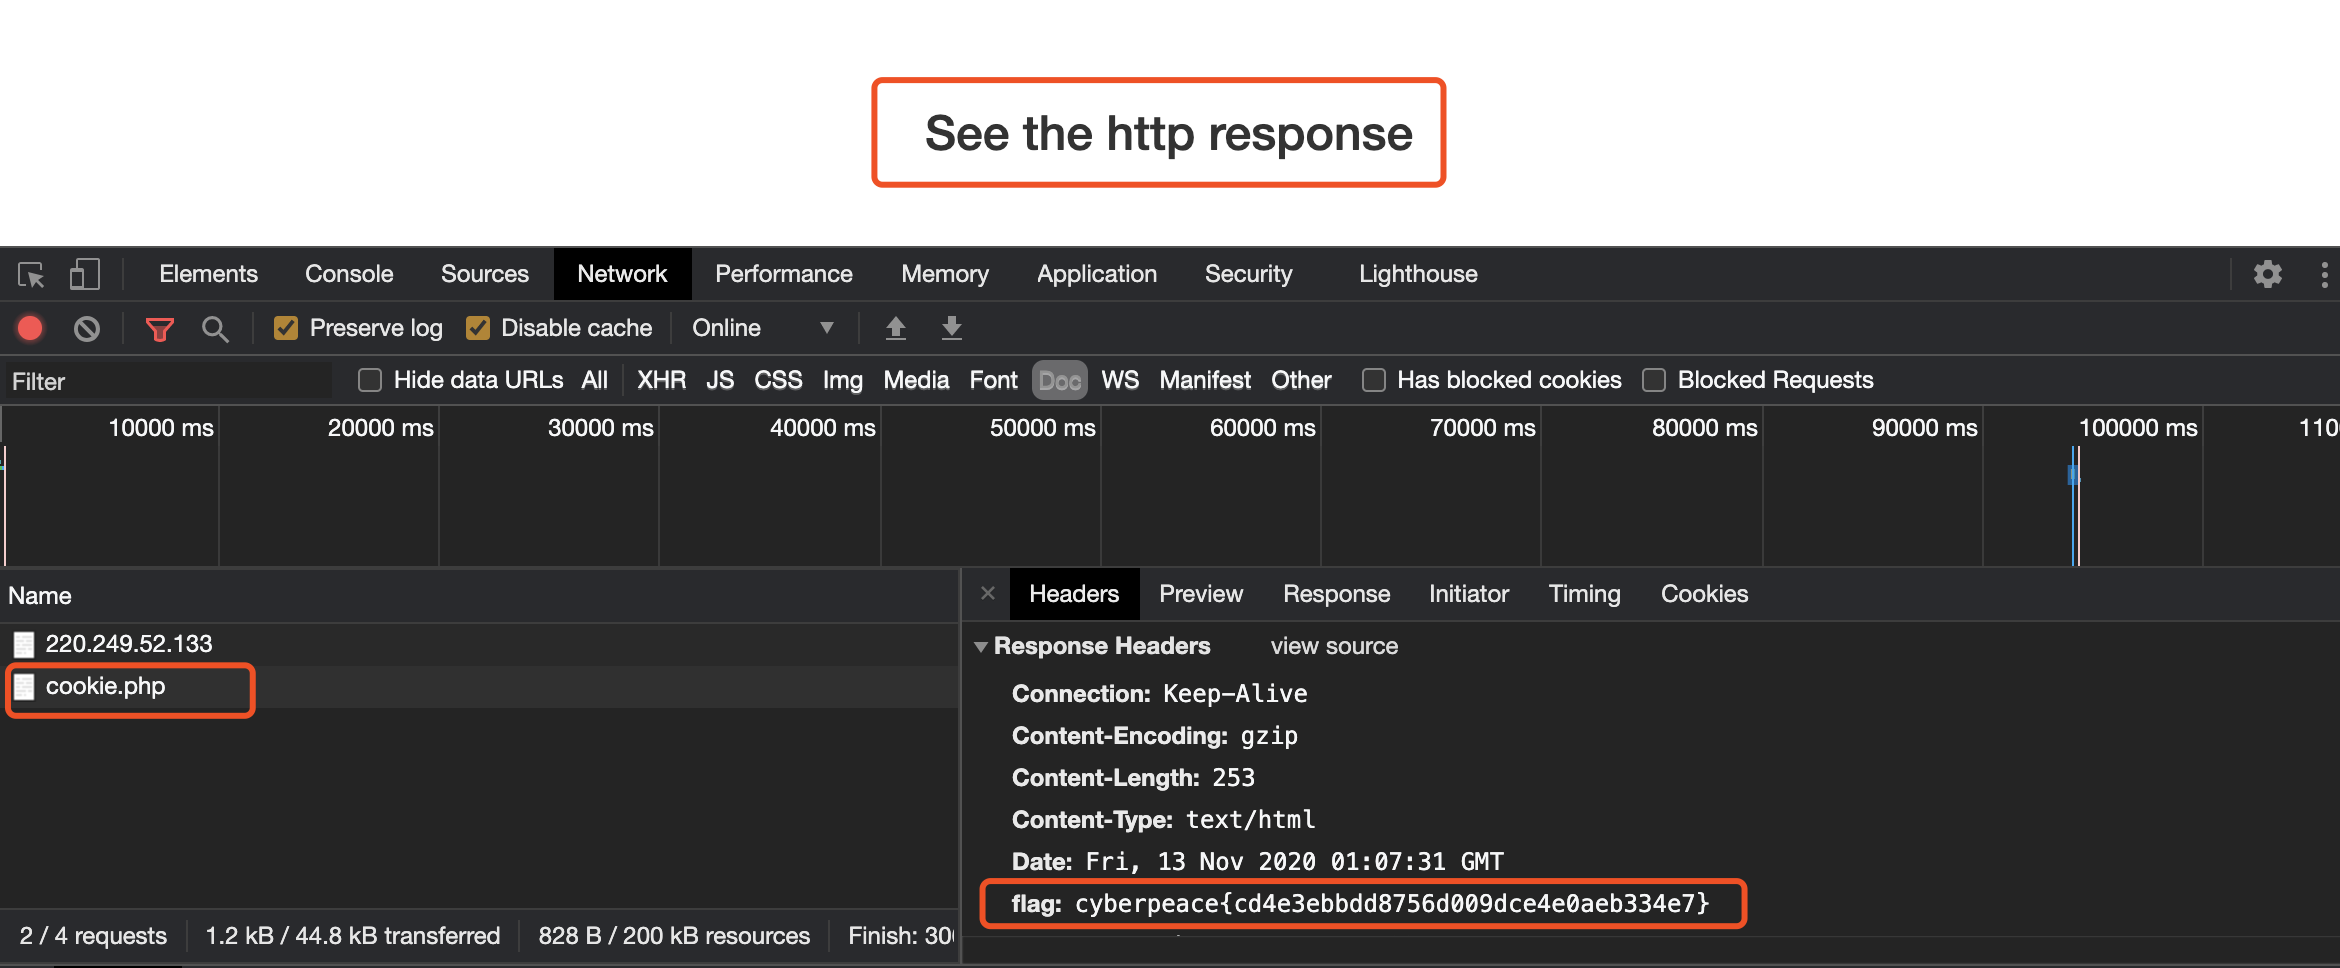 See the http response
Elements Console Sources Network Performance Memory Application Security Lighthouse
Preserve log Disable cache Online
Filter Hide data URLs All XHR JS CSS Img Media Font Doc WS Manifest Other Has blocked cookies Blocked Requests
10000 ms 20000 ms 30000 ms 40000 ms 50000 ms 60000 ms 70000 ms 80000 ms 90000 ms 100000 ms 110
Name
220.249.52.133
cookie.php
2 / 4 requests 1.2 kB / 44.8 kB transferred 828 B / 200 kB resources Finish: 30
× Headers Preview Response Initiator Timing Cookies
Response Headers view source
Connection: Keep-Alive
Content-Encoding: gzip
Content-Length: 253
Content-Type: text/html
Date: Fri, 13 Nov 2020 01:07:31 GMT
flag: cyberpeace{cd4e3ebbdd8756d009dce4e0aeb334e7}